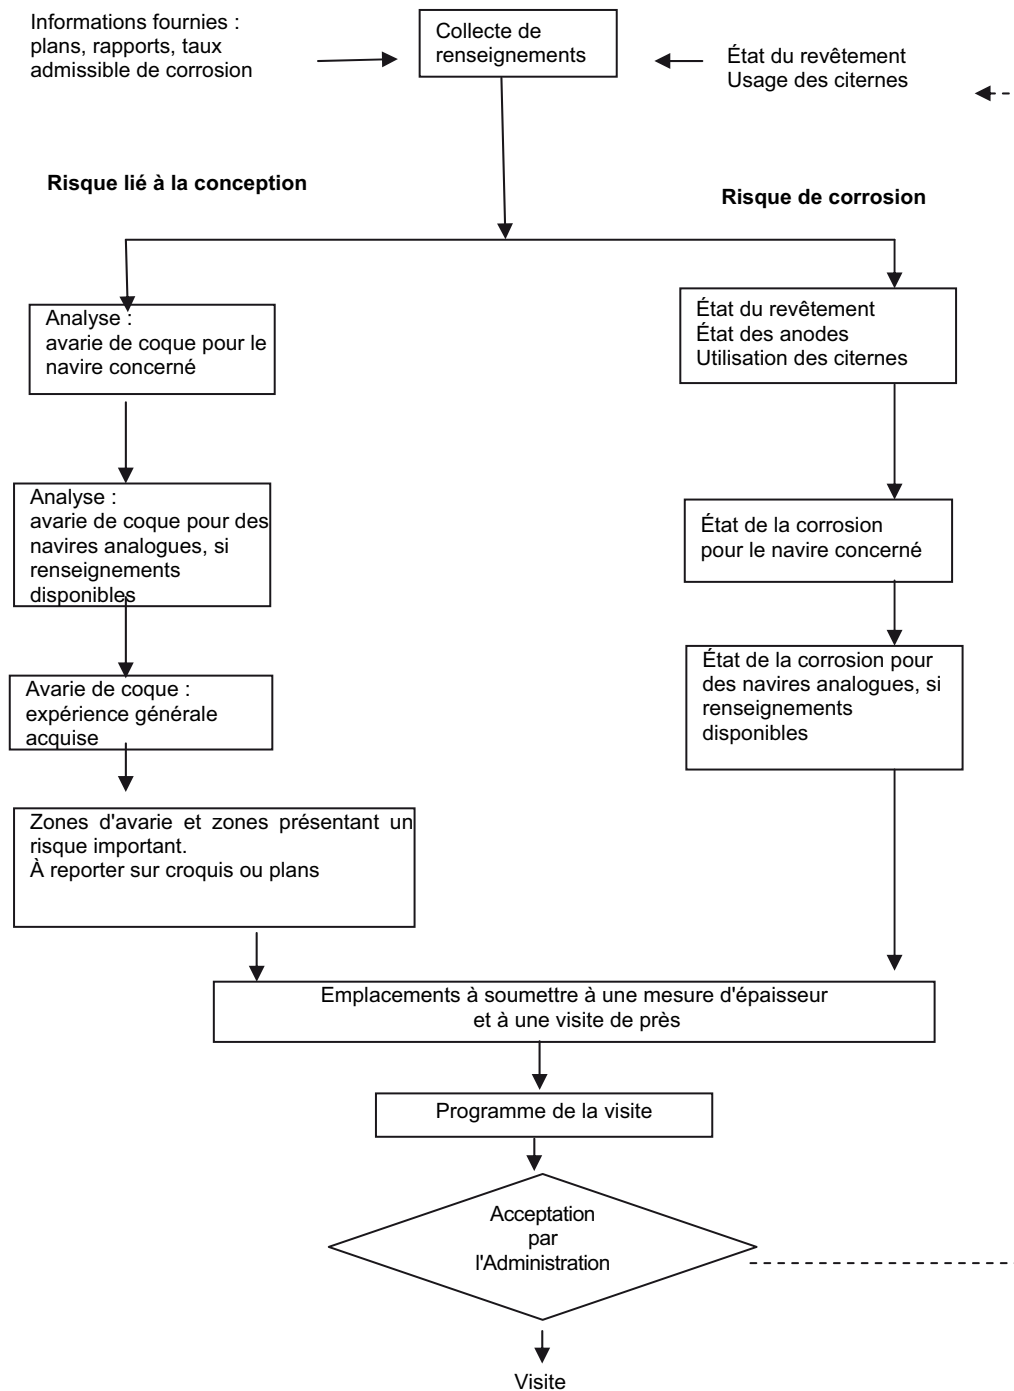 Informations fournies :
plans, rapports, taux
admissible de corrosion
Collecte de
renseignements
État du revêtement
Usage des citernes
Risque lié à la conception
Risque de corrosion
Analyse :
avarie de coque pour le
navire concerné
État du revêtement
État des anodes
Utilisation des citernes
Analyse :
avarie de coque pour des
navires analogues, si
renseignements
disponibles
État de la corrosion
pour le navire concerné
Avarie de coque :
expérience générale
acquise
État de la corrosion pour
des navires analogues, si
renseignements
disponibles
Zones d'avarie et zones présentant un
risque important.
À reporter sur croquis ou plans
Emplacements à soumettre à une mesure d'épaisseur
et à une visite de près
Programme de la visite
Acceptation
par
l'Administration
Visite